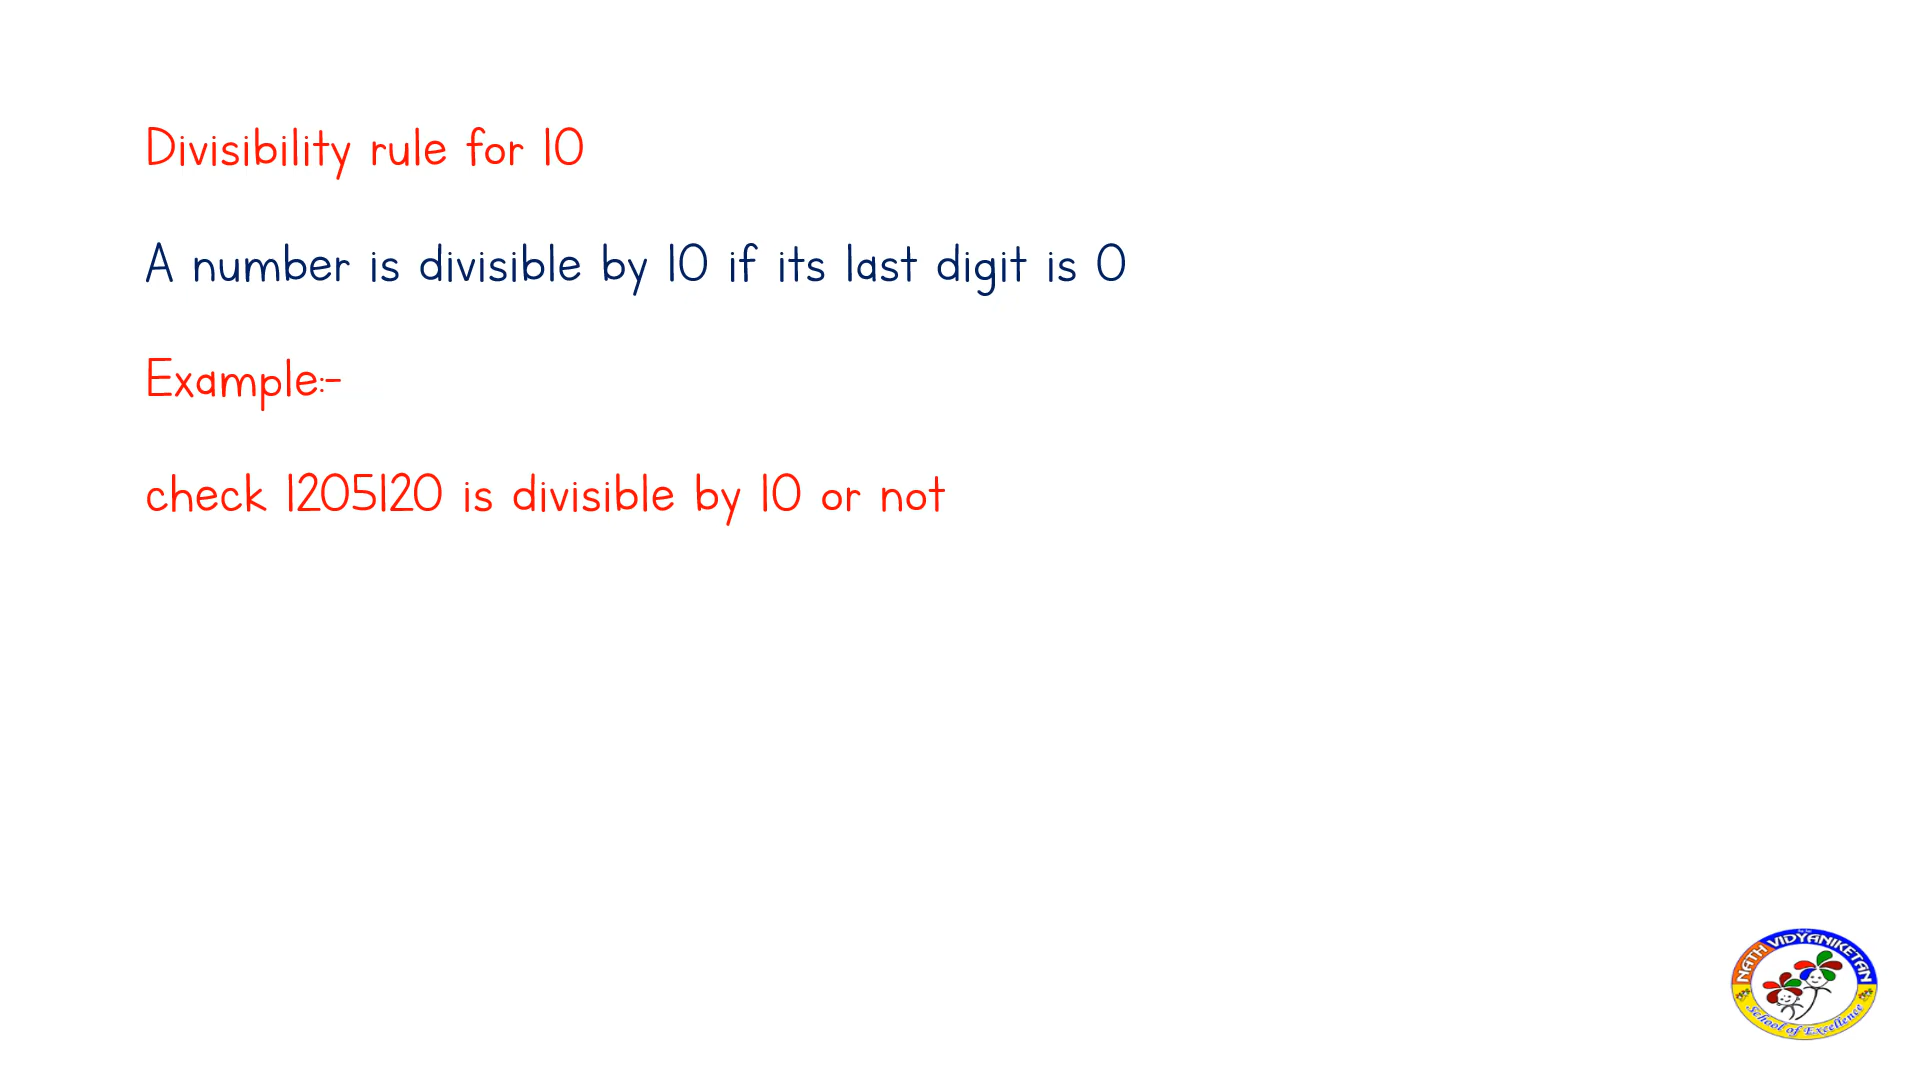 Divisibility rule for 10
A number is divisible by 10 if its last digit is 0
Example:-
check 1205120 is divisible by 10 or not
NATH VIDYANIKETAN
School of Excellence